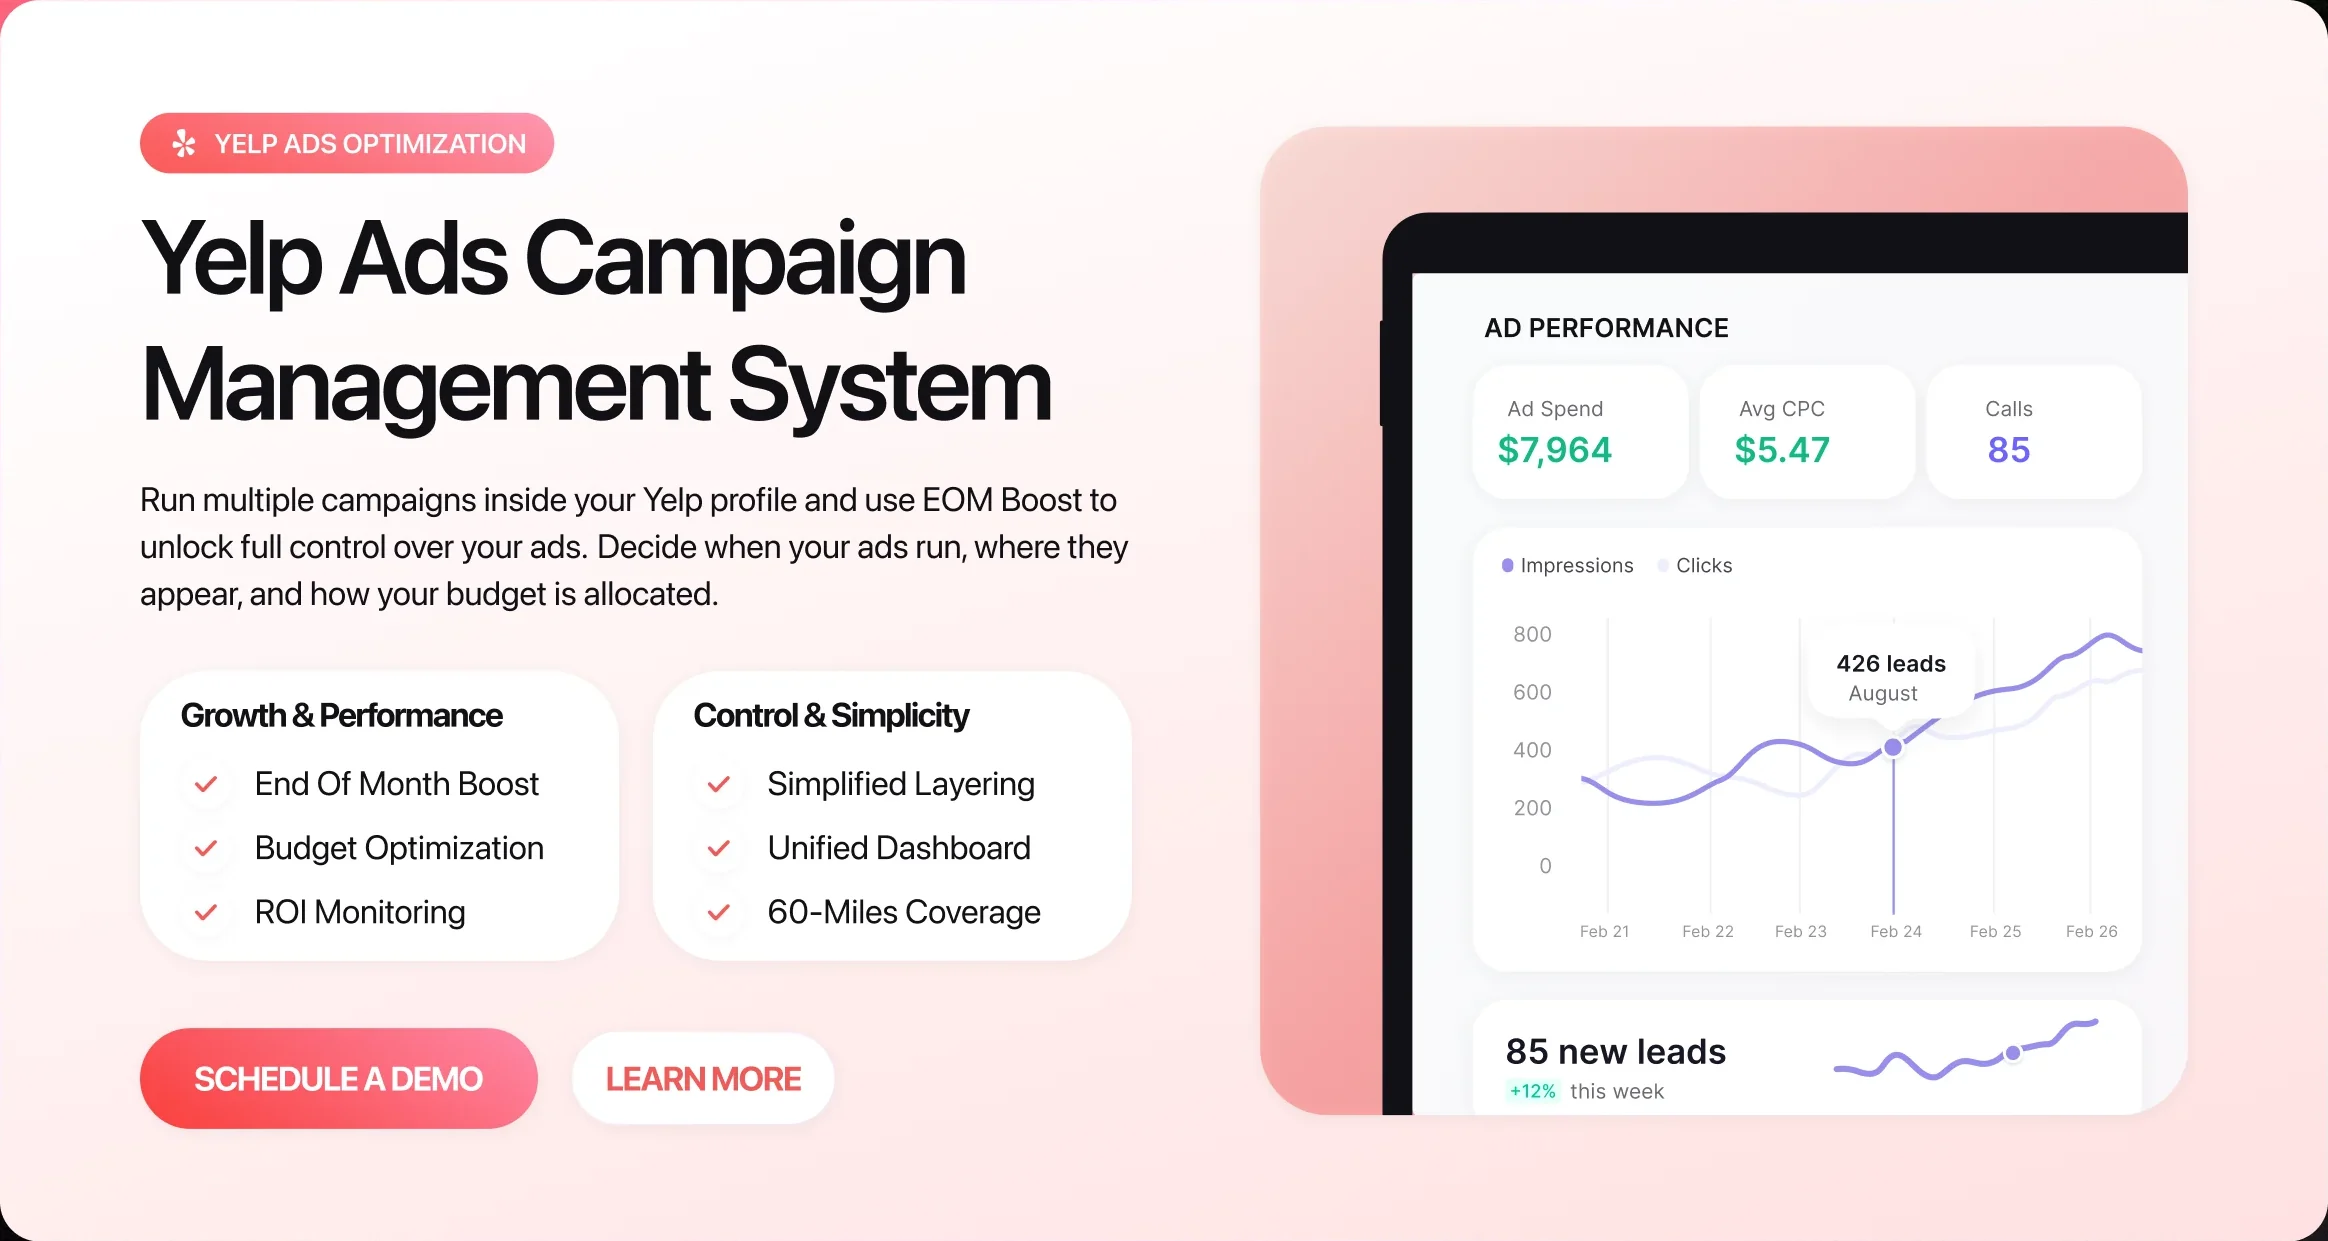 YELP ADS OPTIMIZATION
Yelp Ads Campaign
Management System
Run multiple campaigns inside your Yelp profile and use EOM Boost to
unlock full control over your ads. Decide when your ads run, where they
appear, and how your budget is allocated.
Growth & Performance
End Of Month Boost
Budget Optimization
ROI Monitoring
Control & Simplicity
Simplified Layering
Unified Dashboard
60-Miles Coverage
SCHEDULE A DEMO
LEARN MORE
AD PERFORMANCE
Ad Spend
$7,964
Avg CPC
$5.47
Calls
85
Impressions
Clicks
800
600
400
200
0
426 leads
August
Feb 21
Feb 22
Feb 23
Feb 24
Feb 25
Feb 26
85 new leads
+12% this week